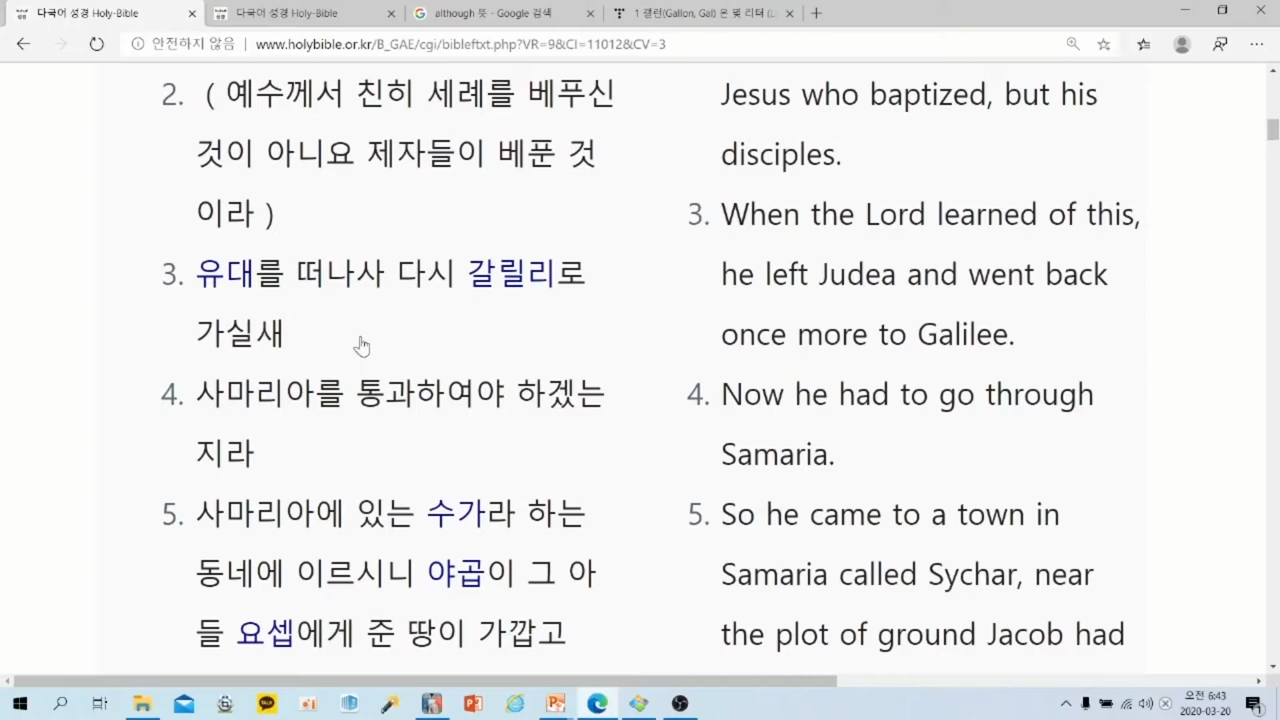 다국어 성경 Holy-Bible
다국어 성경 Holy-Bible
although 뜻 - Google 검색
1 갤런(Gallon, Gal) 은 몇 리터 (L
안전하지 않음
www.holybible.or.kr/B_GAE/cgi/bibleftxt.php?VR=9&CI=11012&CV=3
2. ( 예수께서 친히 세례를 베푸신
것이 아니요 제자들이 베푼 것
이라 )
3. 유대를 떠나사 다시 갈릴리로
가실새
4. 사마리아를 통과하여야 하겠는
지라
5. 사마리아에 있는 수가라 하는
동네에 이르시니 야곱이 그 아
들 요셉에게 준 땅이 가깝고
Jesus who baptized, but his
disciples.
3. When the Lord learned of this,
he left Judea and went back
once more to Galilee.
4. Now he had to go through
Samaria.
5. So he came to a town in
Samaria called Sychar, near
the plot of ground Jacob had
오전 6:43
2020-03-20